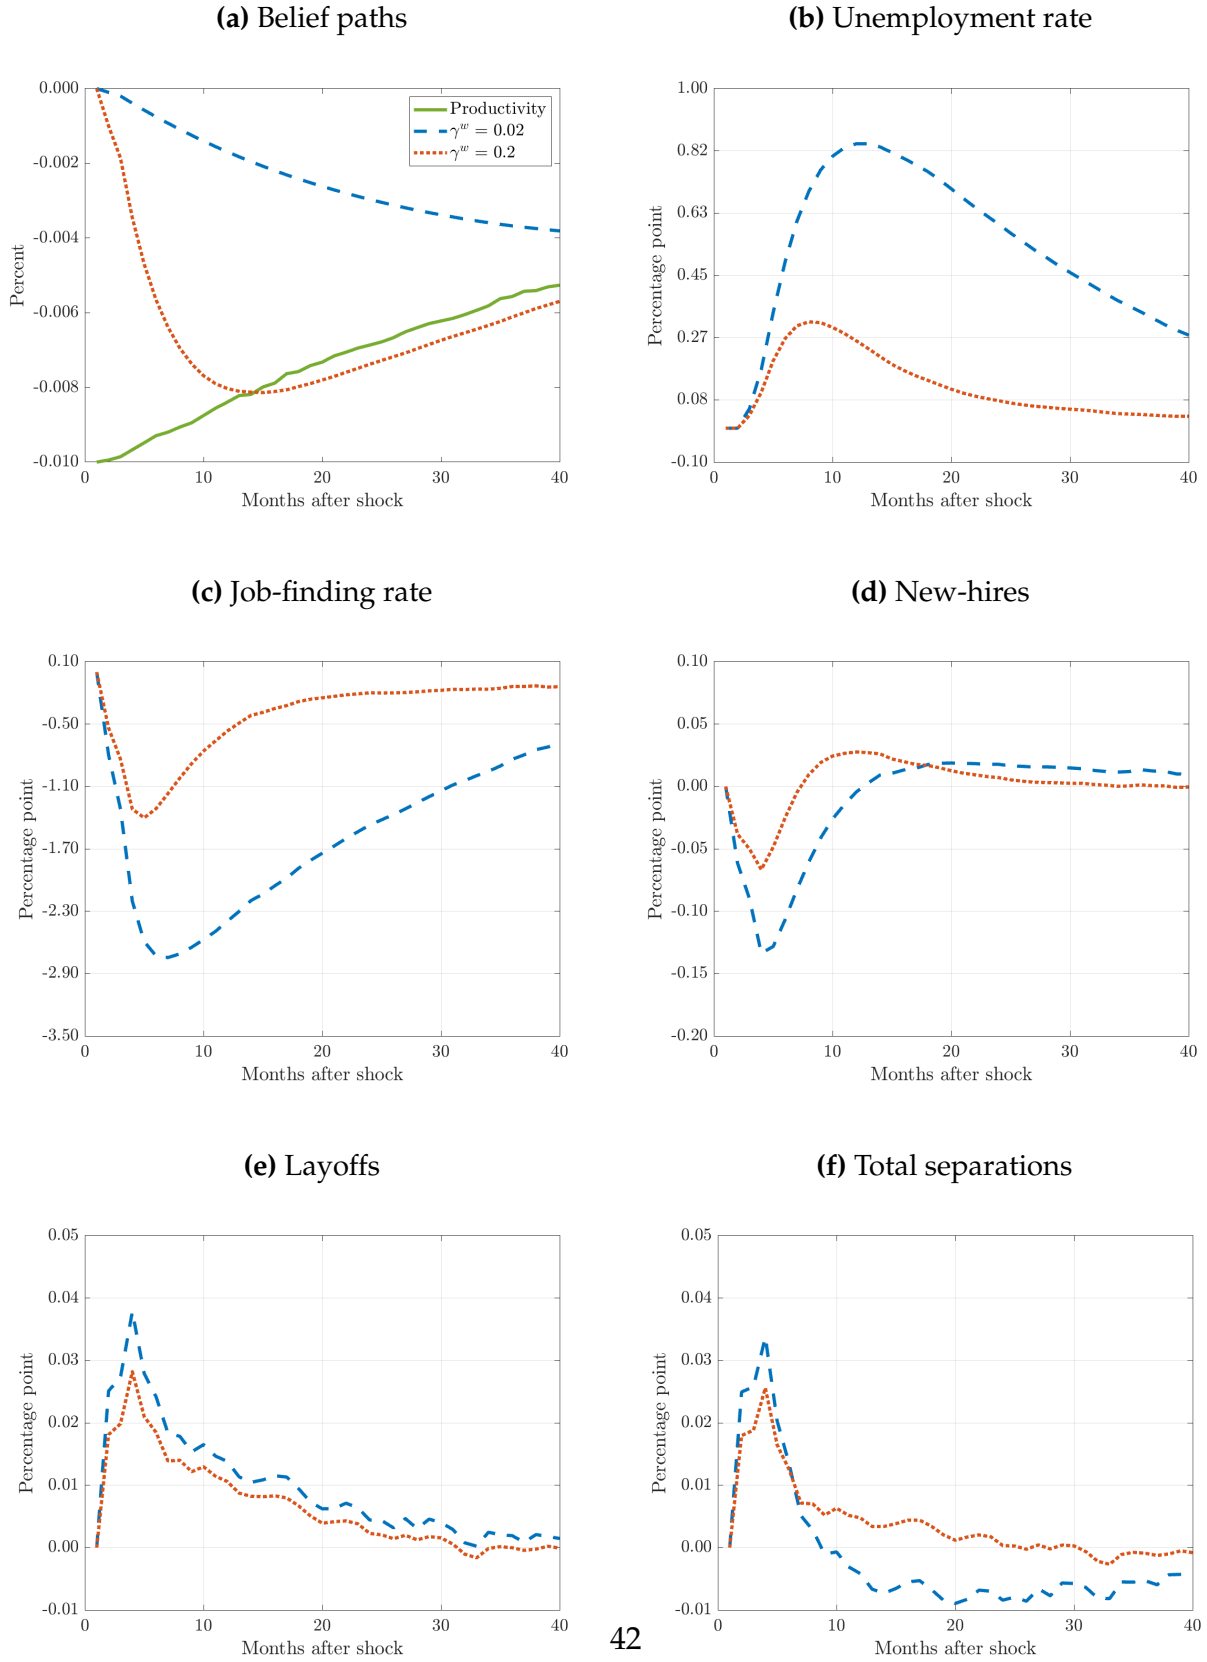 (a) Belief paths
0.000
-0.002
-0.004
-0.006
-0.008
-0.010
Percent
Productivity
γʷ = 0.02
γʷ = 0.2
0 10 20 30 40
Months after shock
(b) Unemployment rate
1.00
0.82
0.63
0.45
0.27
0.08
-0.10
Percentage point
0 10 20 30 40
Months after shock
(c) Job-finding rate
0.10
-0.50
-1.10
-1.70
-2.30
-2.90
-3.50
Percentage point
0 10 20 30 40
Months after shock
(d) New-hires
0.10
0.05
0.00
-0.05
-0.10
-0.15
-0.20
Percentage point
0 10 20 30 40
Months after shock
(e) Layoffs
0.05
0.04
0.03
0.02
0.01
0.00
-0.01
Percentage point
0 10 20 30 40
Months after shock
(f) Total separations
0.05
0.04
0.03
0.02
0.01
0.00
-0.01
Percentage point
0 10 20 30 40
Months after shock
42